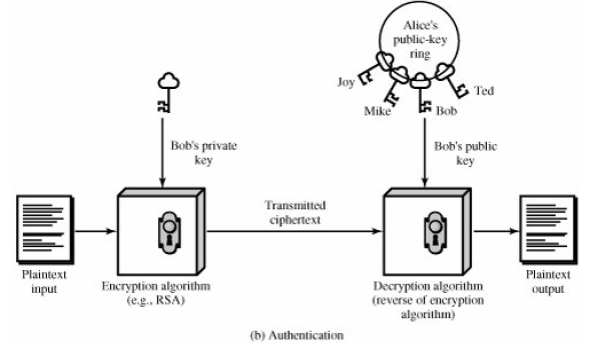 Alice's
public-key
ring
Joy
Ted
Mike
Bob
Bob's private
key
Bob's public
key
Transmitted
ciphertext
Plaintext
input
Encryption algorithm
(e.g., RSA)
Decryption algorithm
(reverse of encryption
algorithm)
Plaintext
output
(b) Authentication